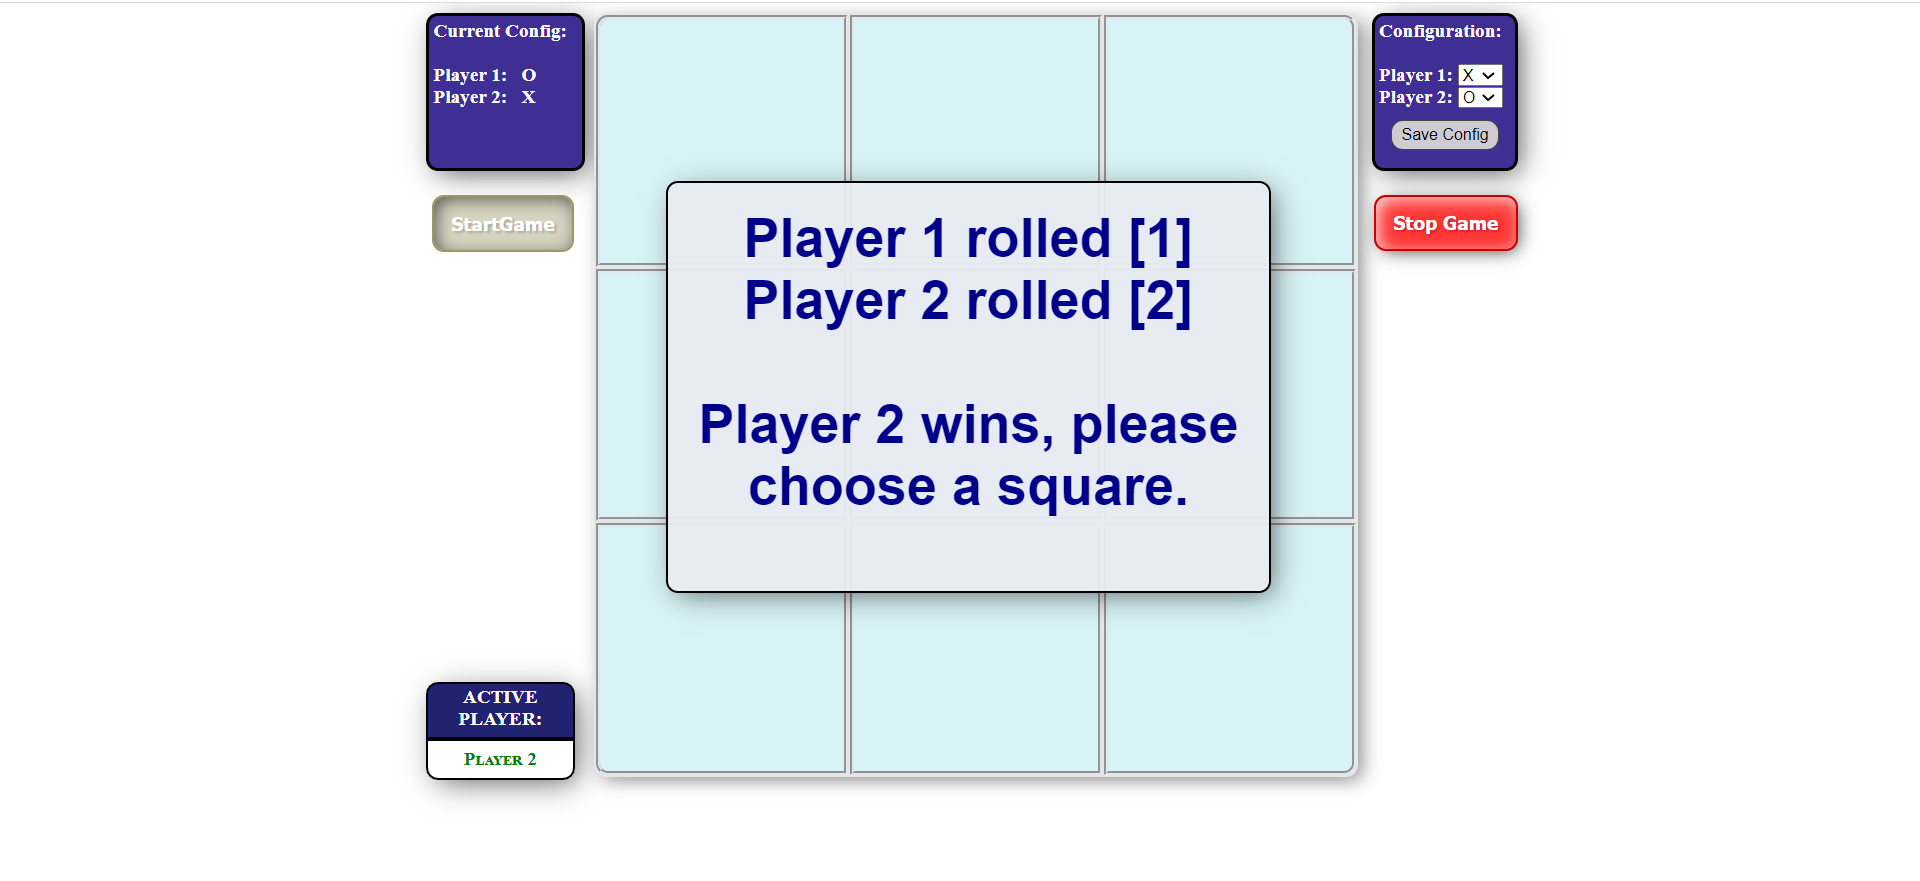 Current Config:
Player 1: O
Player 2: X
StartGame
Player 1 rolled [1]
Player 2 rolled [2]
Player 2 wins, please
choose a square.
Configuration:
Player 1: X
Player 2: O
Save Config
Stop Game
ACTIVE
PLAYER:
Player 2